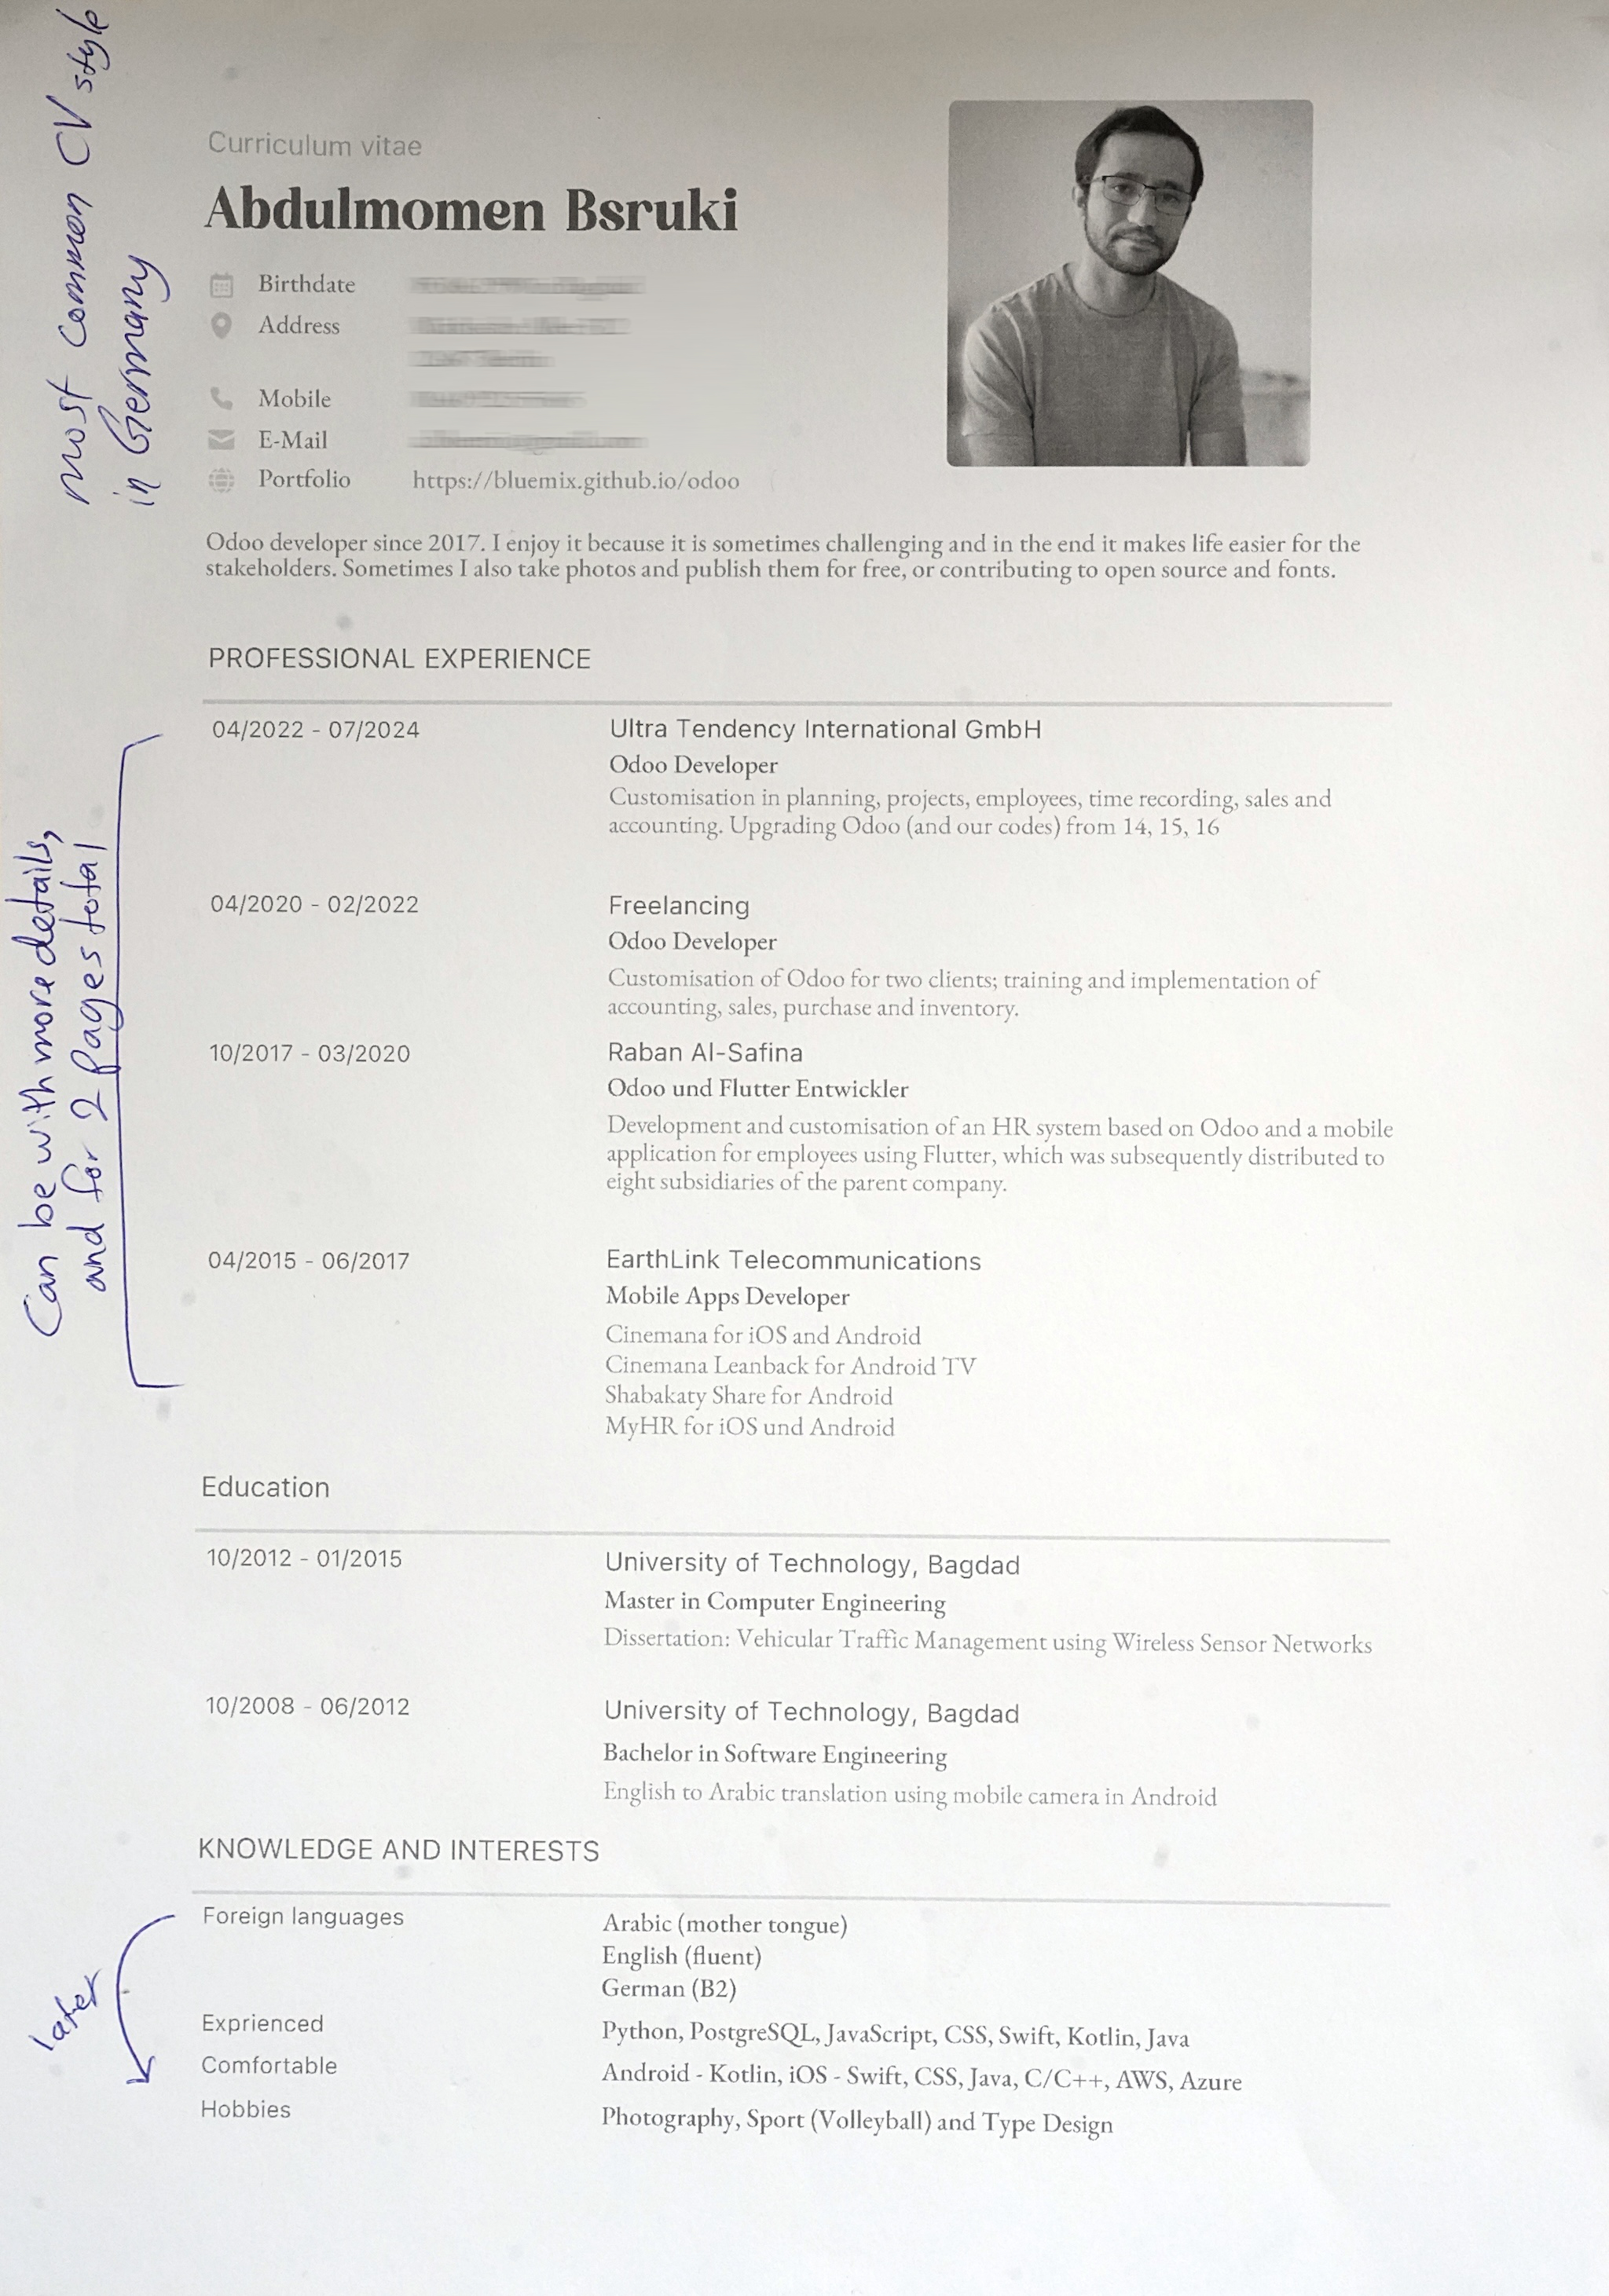 most common CV style
in Germany
Curriculum vitae
Abdulmomen Bsruki
Birthdate
Address
Mobile
E-Mail
Portfolio https://bluemix.github.io/odoo
Odoo developer since 2017. I enjoy it because it is sometimes challenging and in the end it makes life easier for the
stakeholders. Sometimes I also take photos and publish them for free, or contributing to open source and fonts.
PROFESSIONAL EXPERIENCE
Can be with more details,
and for 2 pages total
04/2022 - 07/2024 Ultra Tendency International GmbH
Odoo Developer
Customisation in planning, projects, employees, time recording, sales and
accounting. Upgrading Odoo (and our codes) from 14, 15, 16
04/2020 - 02/2022 Freelancing
Odoo Developer
Customisation of Odoo for two clients; training and implementation of
accounting, sales, purchase and inventory.
10/2017 - 03/2020 Raban Al-Safina
Odoo und Flutter Entwickler
Development and customisation of an HR system based on Odoo and a mobile
application for employees using Flutter, which was subsequently distributed to
eight subsidiaries of the parent company.
04/2015 - 06/2017 EarthLink Telecommunications
Mobile Apps Developer
Cinemana for iOS and Android
Cinemana Leanback for Android TV
Shabakaty Share for Android
MyHR for iOS und Android
Education
10/2012 - 01/2015 University of Technology, Bagdad
Master in Computer Engineering
Dissertation: Vehicular Traffic Management using Wireless Sensor Networks
10/2008 - 06/2012 University of Technology, Bagdad
Bachelor in Software Engineering
English to Arabic translation using mobile camera in Android
KNOWLEDGE AND INTERESTS
later
Foreign languages Arabic (mother tongue)
English (fluent)
German (B2)
Exprienced Python, PostgreSQL, JavaScript, CSS, Swift, Kotlin, Java
Comfortable Android - Kotlin, iOS - Swift, CSS, Java, C/C++, AWS, Azure
Hobbies Photography, Sport (Volleyball) and Type Design